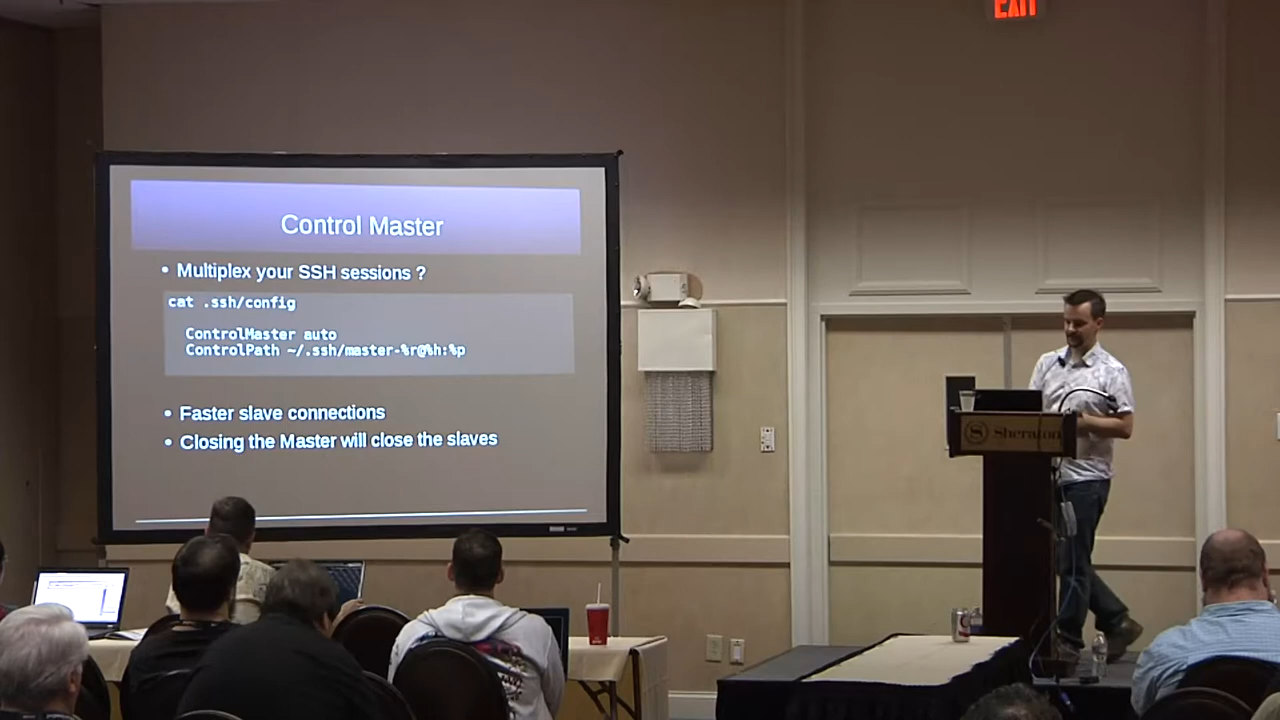 EXIT
Control Master
• Multiplex your SSH sessions ?
cat .ssh/config
ControlMaster auto
ControlPath ~/.ssh/master-%r@%h:%p
• Faster slave connections
• Closing the Master will close the slaves
S Sheraton